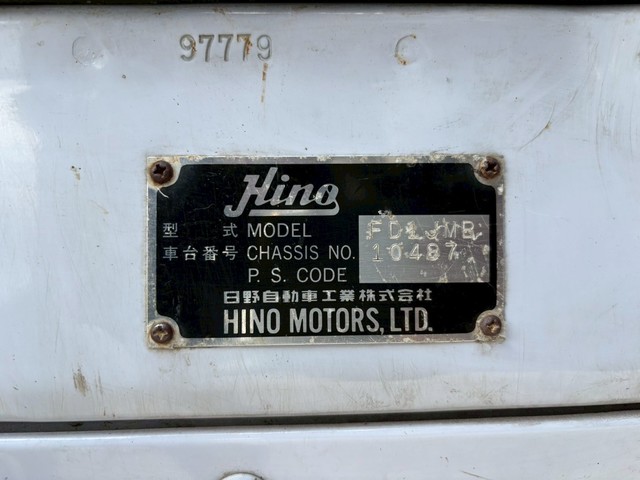 97779 C
Hino
型 式 MODEL FD2JMB
車台番号 CHASSIS NO. 10487
P. S. CODE
日野自動車工業株式会社
HINO MOTORS, LTD.